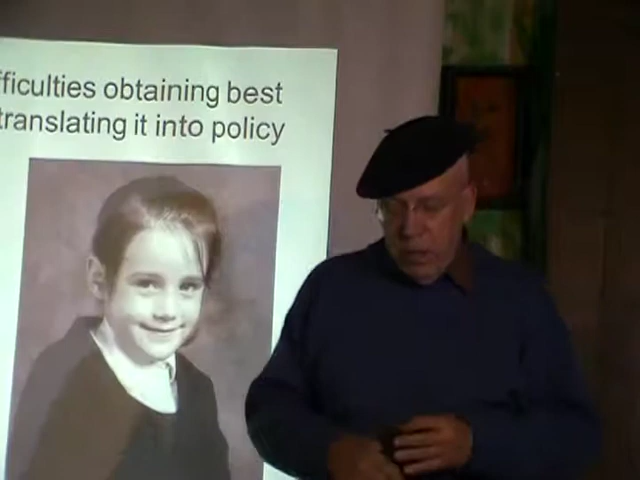 fficulties obtaining best
translating it into policy